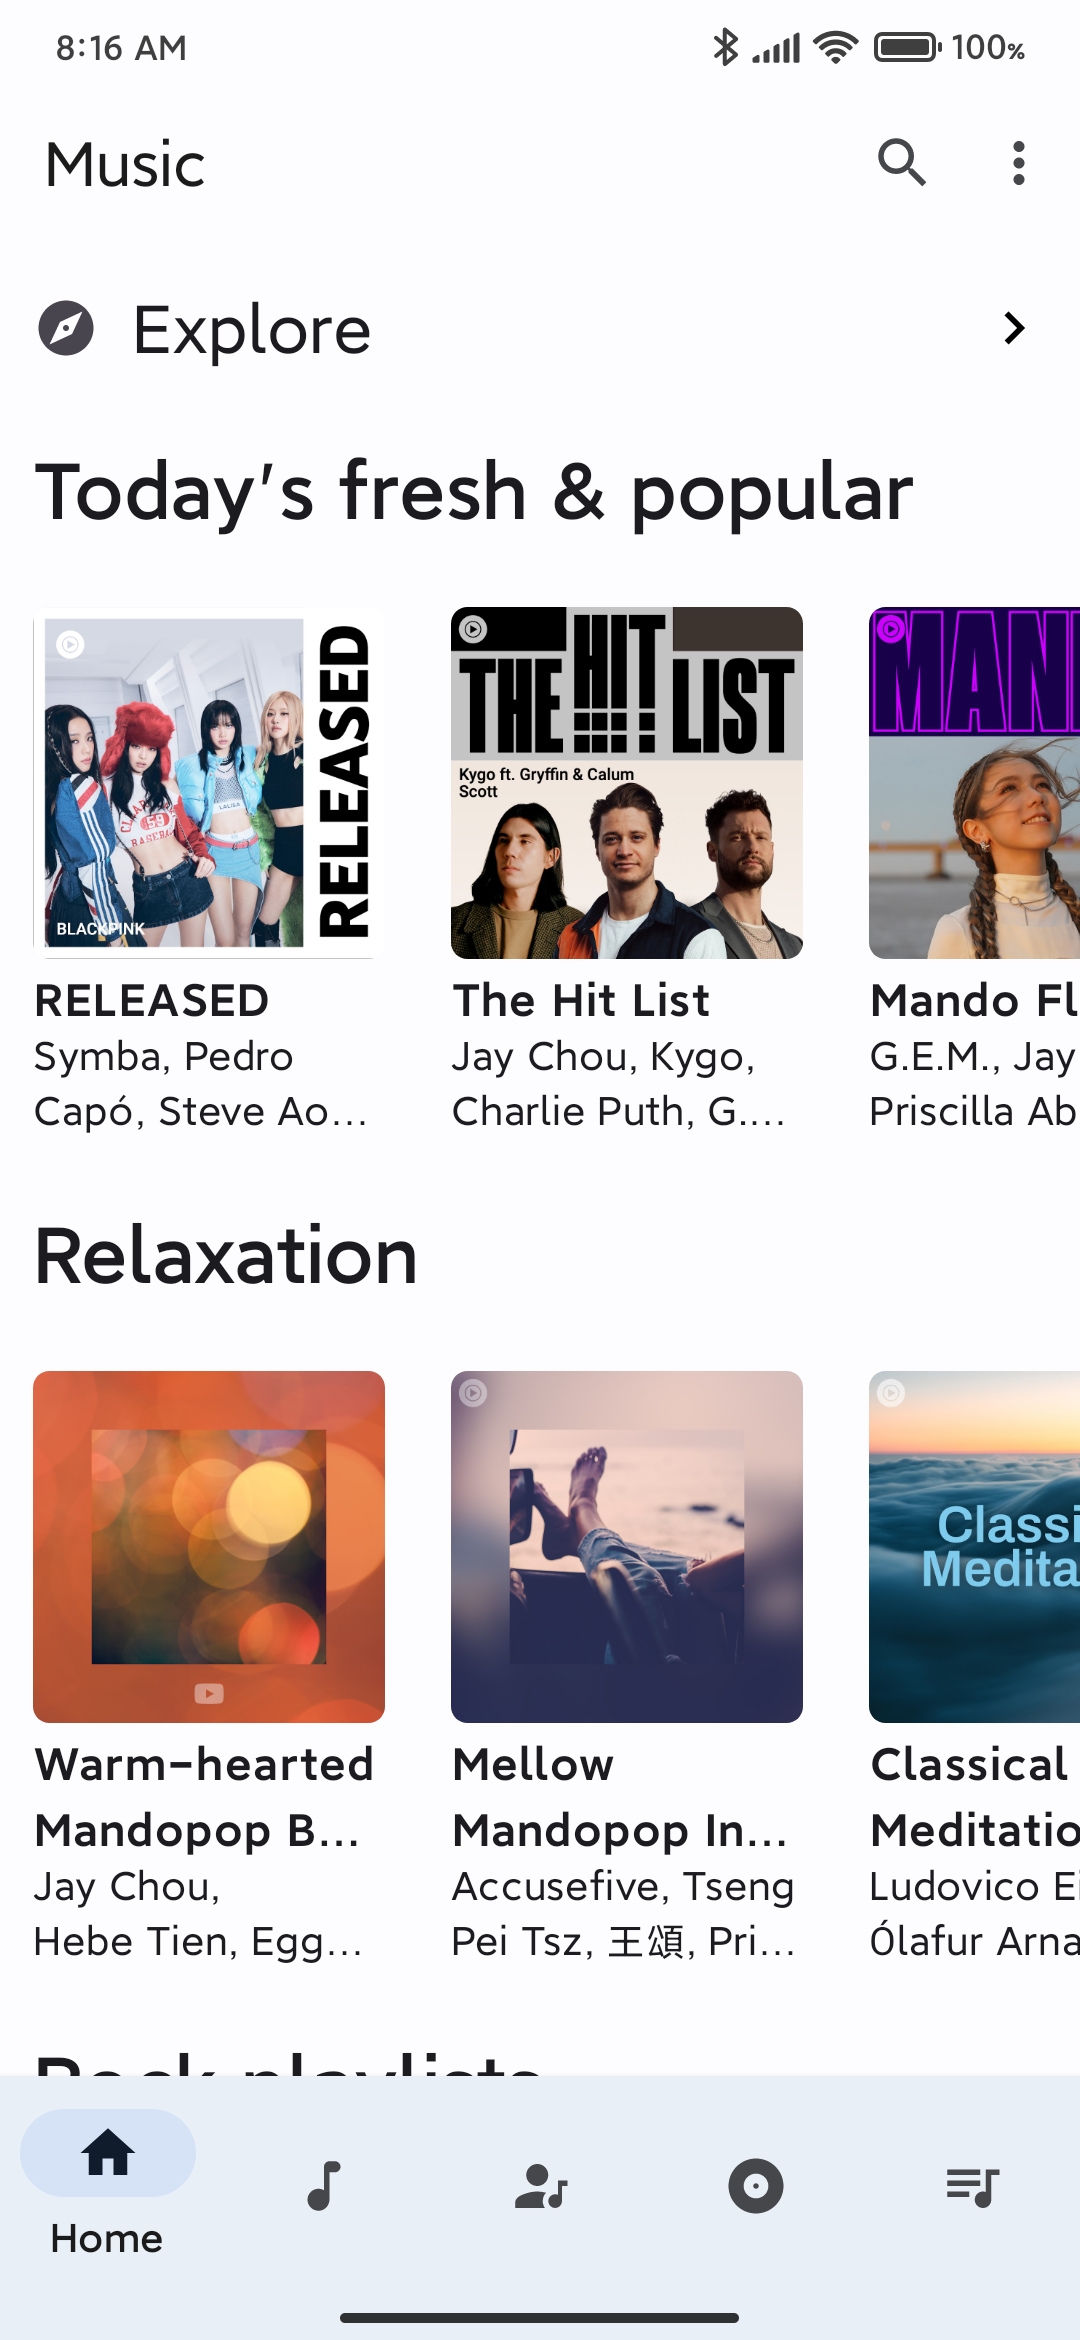 8:16 AM
100%
Music
Explore
Today's fresh & popular
BLACKPINK
RELEASED
THE HIT LIST
Kygo ft. Gryffin & Calum
Scott
MAN
RELEASED
Symba, Pedro
Capó, Steve Ao...
The Hit List
Jay Chou, Kygo,
Charlie Puth, G....
Mando Fl
G.E.M., Jay
Priscilla Ab
Relaxation
Classi
Medita
Warm-hearted
Mandopop B...
Jay Chou,
Hebe Tien, Egg...
Mellow
Mandopop In...
Accusefive, Tseng
Pei Tsz, 王頌, Pri...
Classical
Meditatio
Ludovico Ei
Ólafur Arna
Rock playlists
Home